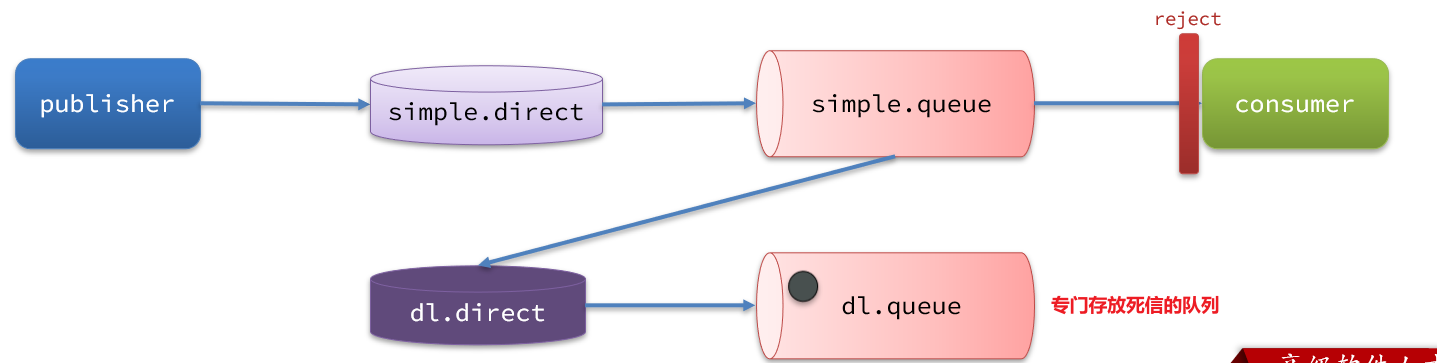 reject
publisher
simple.direct
simple.queue
consumer
dl.direct
dl.queue
专门存放死信的队列